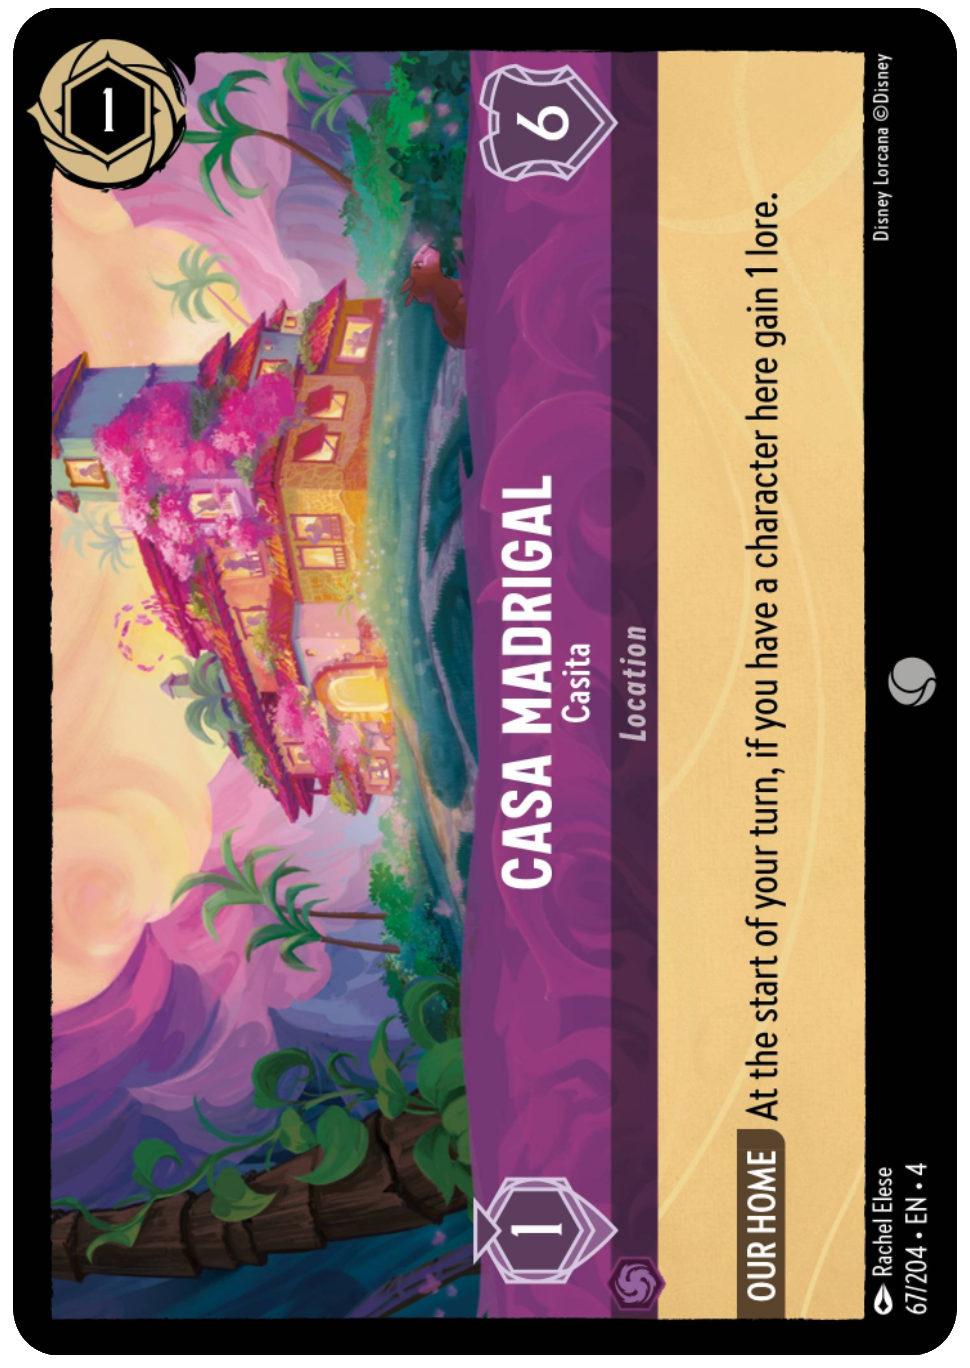 1
CASA MADRIGAL
6
Casita
Location
1
OUR HOME At the start of your turn, if you have a character here gain 1 lore.
Rachel Elese
Disney Lorcana ©Disney
67/204 • EN • 4